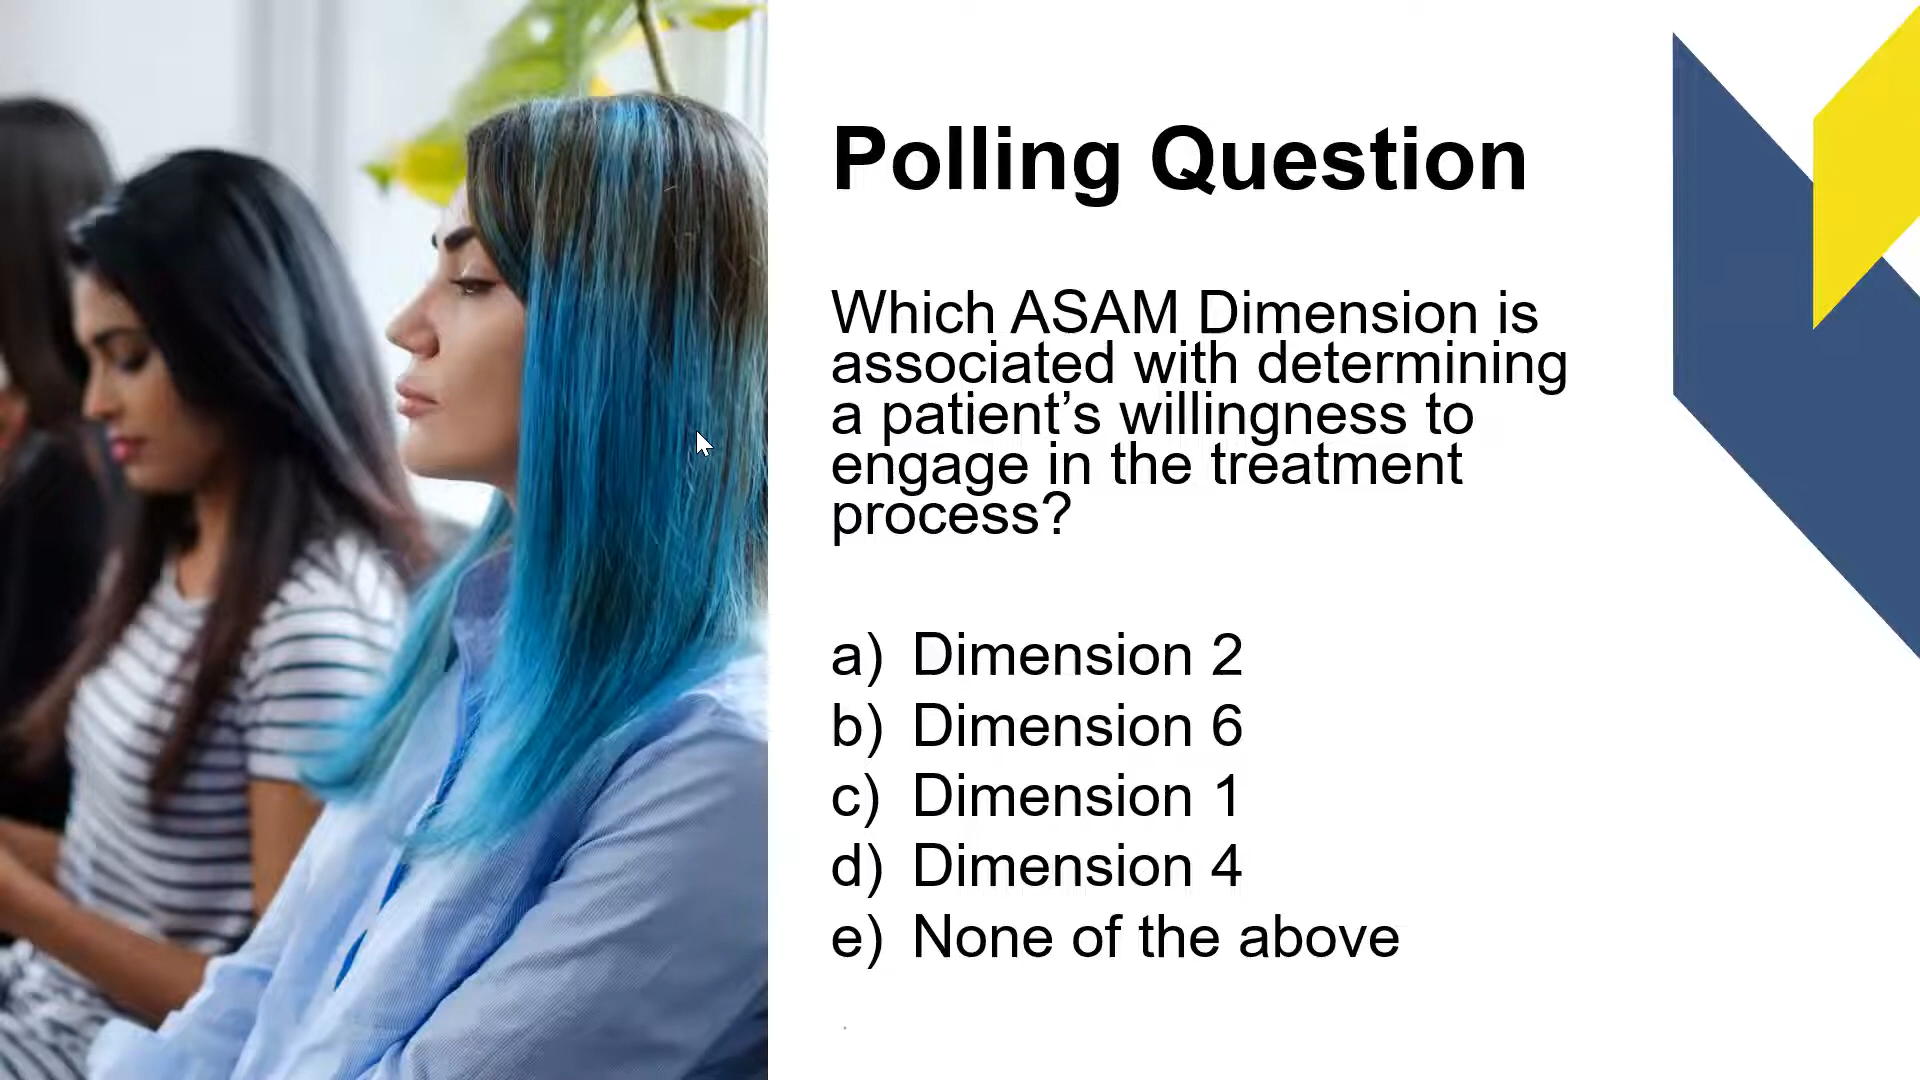 Polling Question
Which ASAM Dimension is
associated with determining
a patient’s willingness to
engage in the treatment
process?
a) Dimension 2
b) Dimension 6
c) Dimension 1
d) Dimension 4
e) None of the above